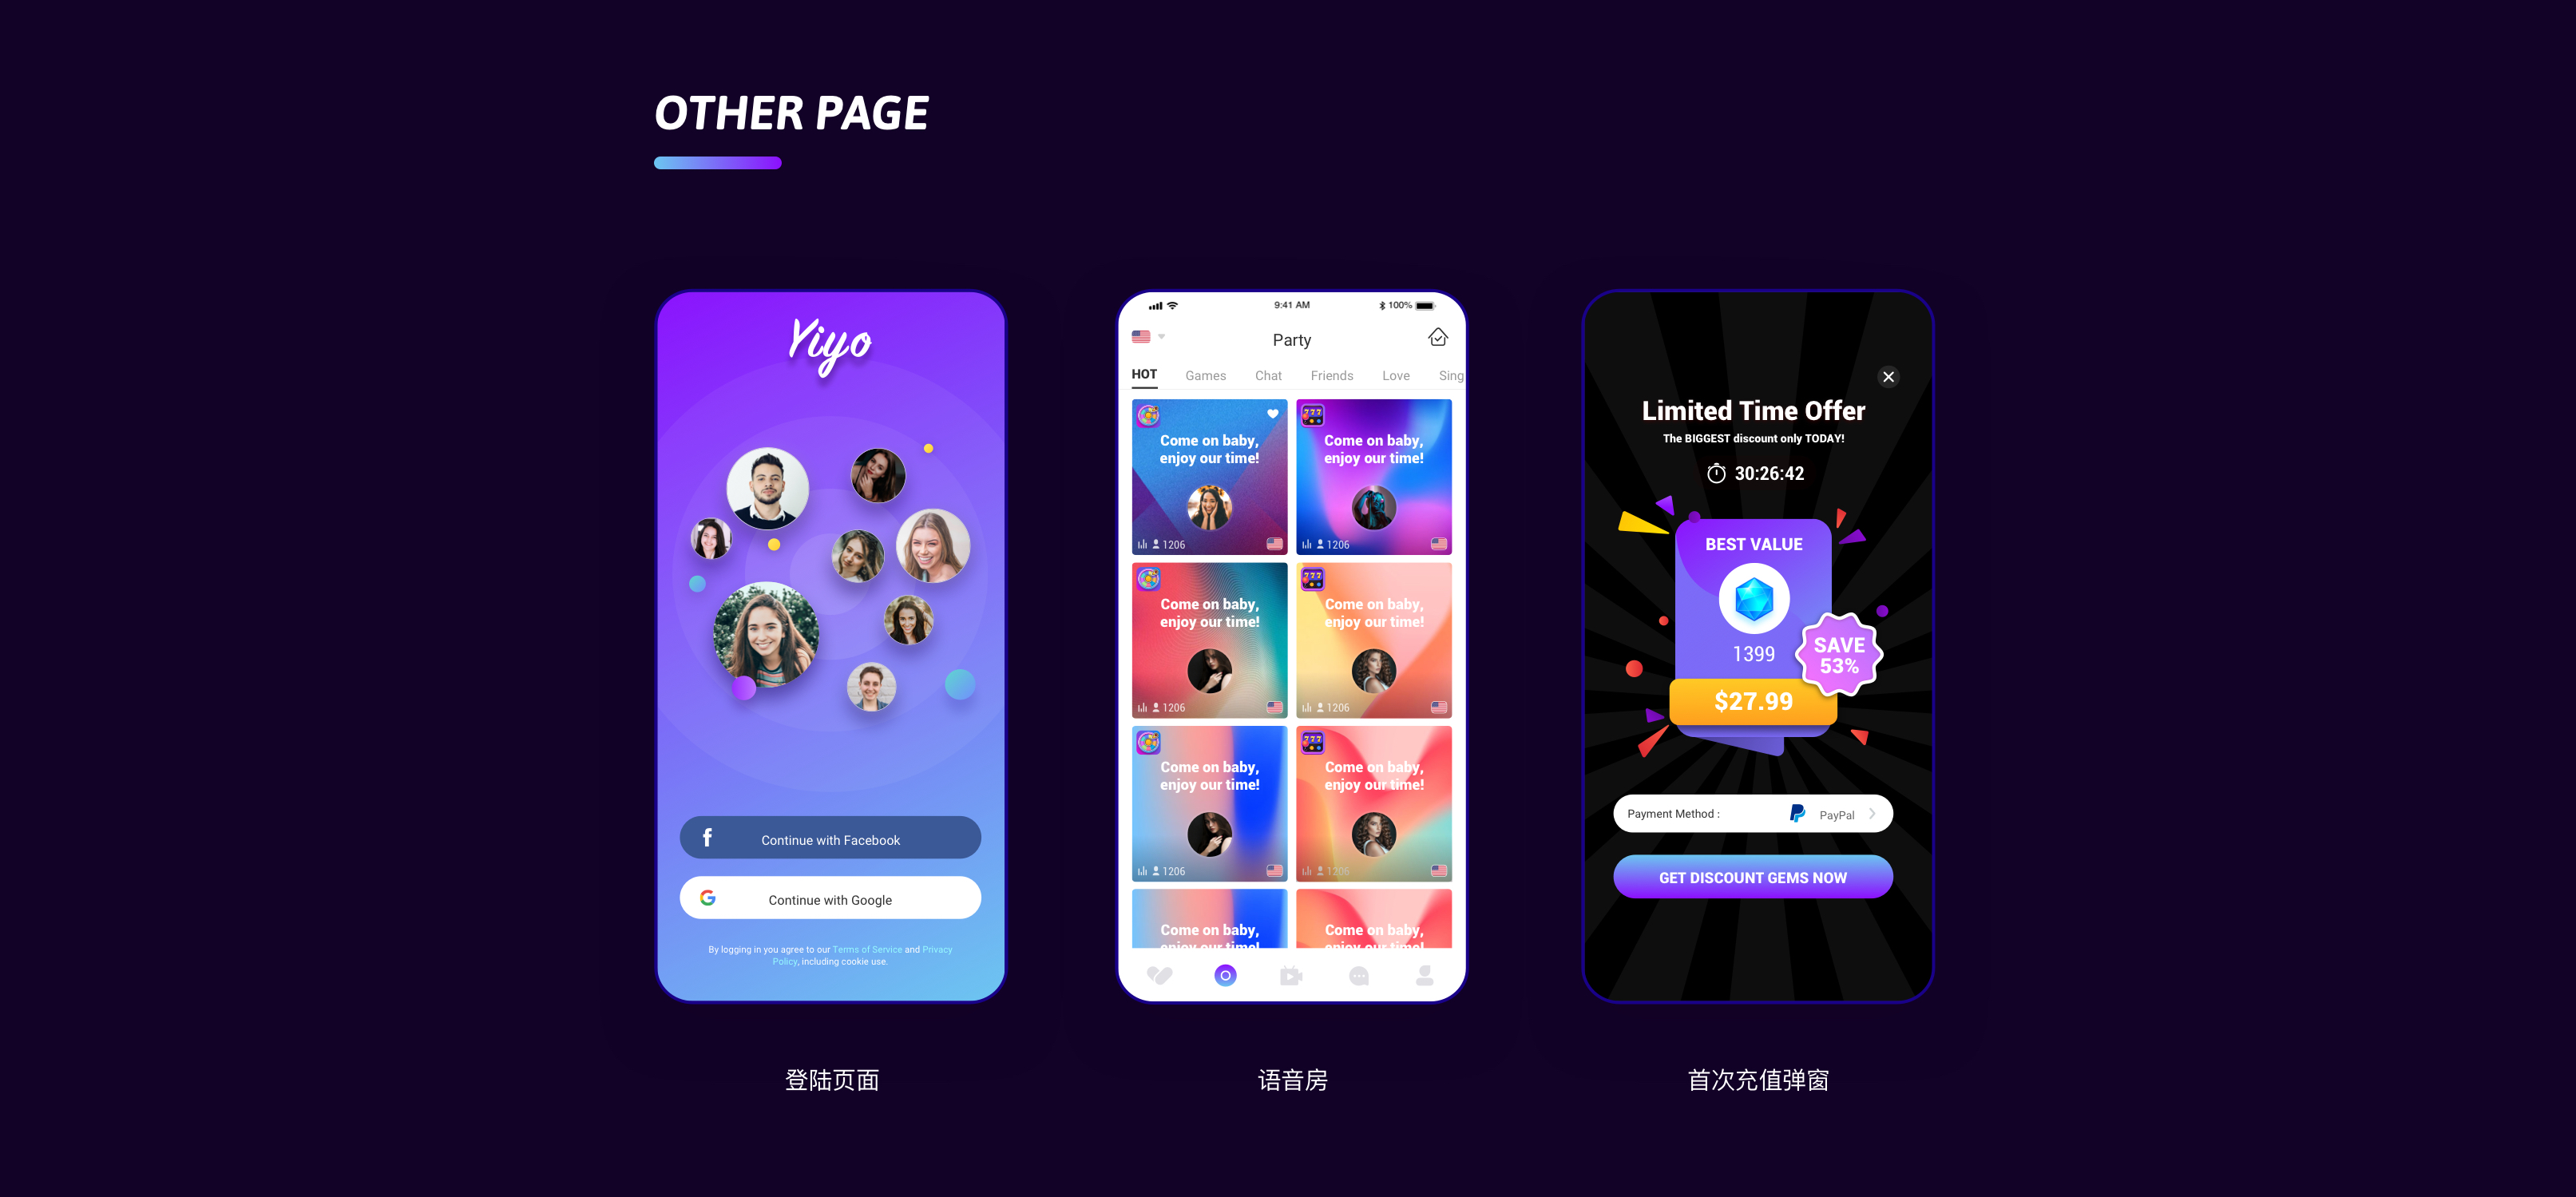 OTHER PAGE
Yiyo
Continue with Facebook
Continue with Google
By logging in you agree to our Terms of Service and Privacy
Policy, including cookie use.
登陆页面
9:41 AM
100%
Party
HOT Games Chat Friends Love Sing
Come on baby,
enjoy our time!
1206
Come on baby,
enjoy our time!
1206
Come on baby,
enjoy our time!
1206
Come on baby,
enjoy our time!
1206
Come on baby,
enjoy our time!
1206
Come on baby,
enjoy our time!
1206
Come on baby,
enjoy our time!
Come on baby,
enjoy our time!
语音房
Limited Time Offer
The BIGGEST discount only TODAY!
30:26:42
BEST VALUE
1399
SAVE
53%
$27.99
Payment Method :
PayPal
GET DISCOUNT GEMS NOW
首次充值弹窗